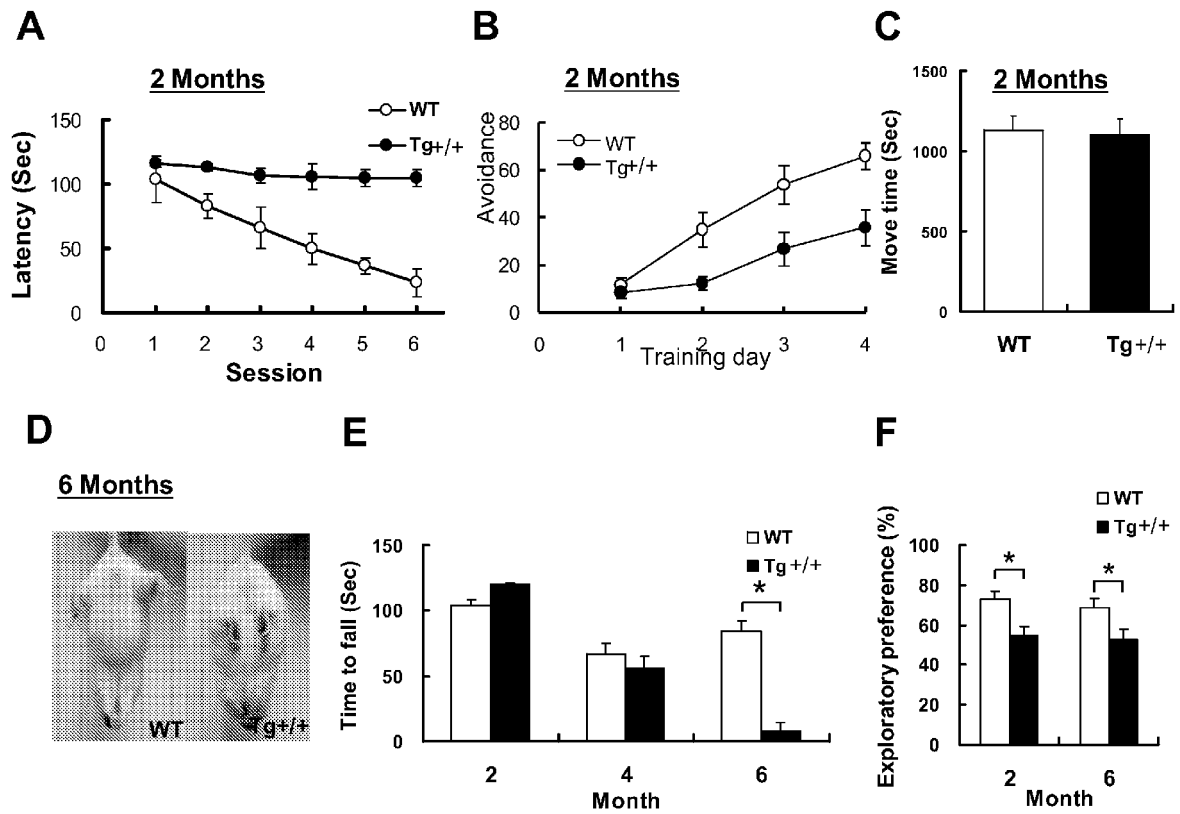 A
2 Months
WT
Tg+/+
150
100
50
0
Latency (Sec)
0 1 2 3 4 5 6
Session
B
2 Months
WT
Tg+/+
80
60
40
20
0
Avoidance
0 1 2 3 4
Training day
C
2 Months
1500
1000
500
0
Move time (Sec)
WT Tg+/+
D
6 Months
WT Tg+/+
E
WT
Tg +/+
150
100
50
0
Time to fall (Sec)
*
2 4 6
Month
F
WT
Tg+/+
100
80
60
40
20
0
Exploratory preference (%)
* *
2 6
Month